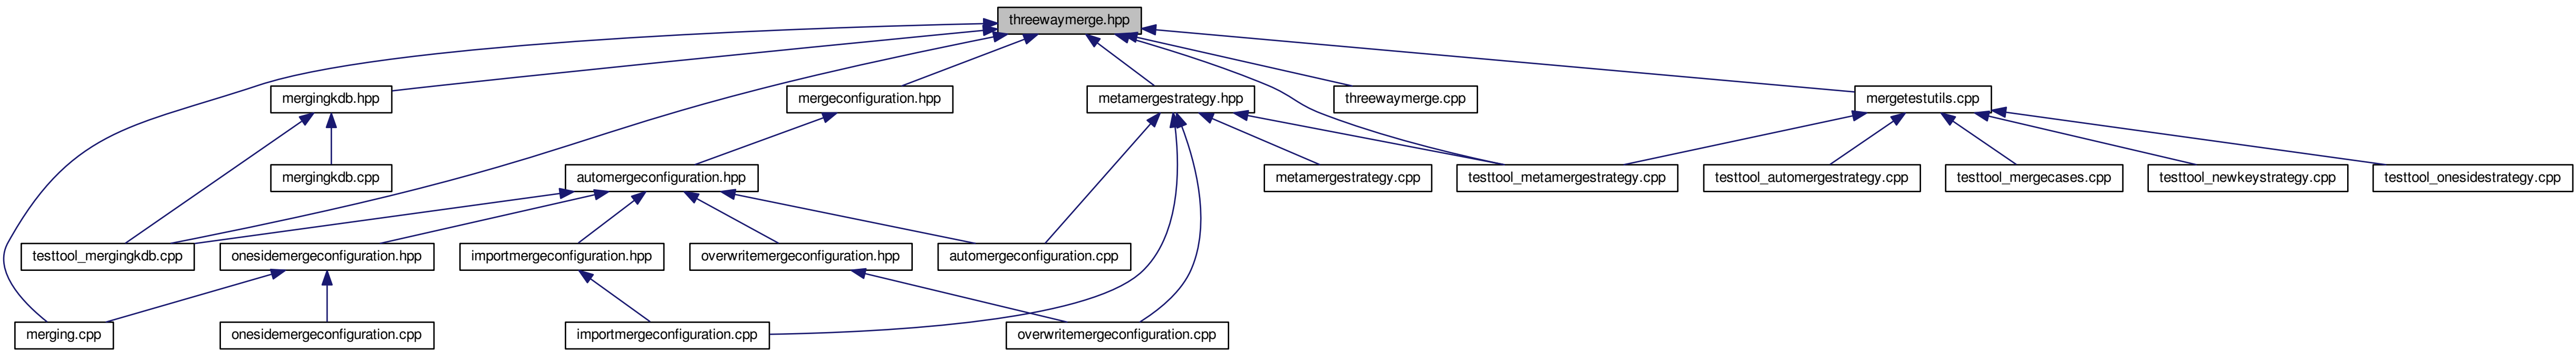 threewaymerge.hpp
mergingkdb.hpp
mergeconfiguration.hpp
metamergestrategy.hpp
threewaymerge.cpp
mergetestutils.cpp
mergingkdb.cpp
automergeconfiguration.hpp
metamergestrategy.cpp
testtool_metamergestrategy.cpp
testtool_automergestrategy.cpp
testtool_mergecases.cpp
testtool_newkeystrategy.cpp
testtool_onesidestrategy.cpp
testtool_mergingkdb.cpp
onesidemergeconfiguration.hpp
importmergeconfiguration.hpp
overwritemergeconfiguration.hpp
automergeconfiguration.cpp
merging.cpp
onesidemergeconfiguration.cpp
importmergeconfiguration.cpp
overwritemergeconfiguration.cpp